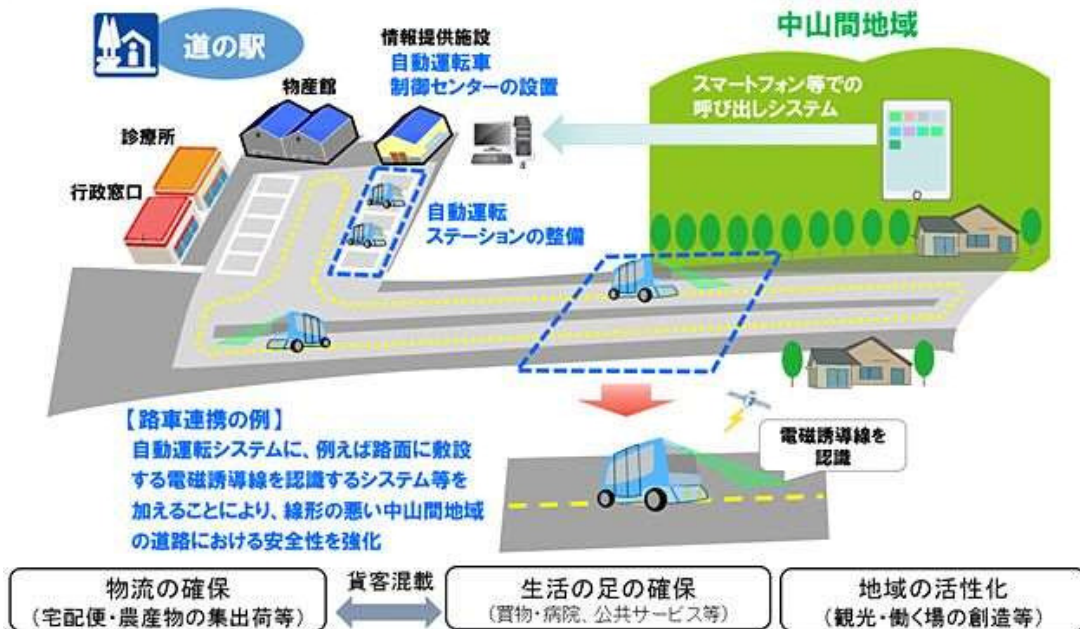 道の駅
情報提供施設
自動運転車
制御センターの設置
物産館
診療所
行政窓口
自動運転
ステーションの整備
中山間地域
スマートフォン等での
呼び出しシステム
【路車連携の例】
自動運転システムに、例えば路面に敷設
する電磁誘導線を認識するシステム等を
加えることにより、線形の悪い中山間地域
の道路における安全性を強化
電磁誘導線を
認識
物流の確保
(宅配便・農産物の集出荷等)
貨客混載
生活の足の確保
(買物・病院、公共サービス等)
地域の活性化
(観光・働く場の創造等)